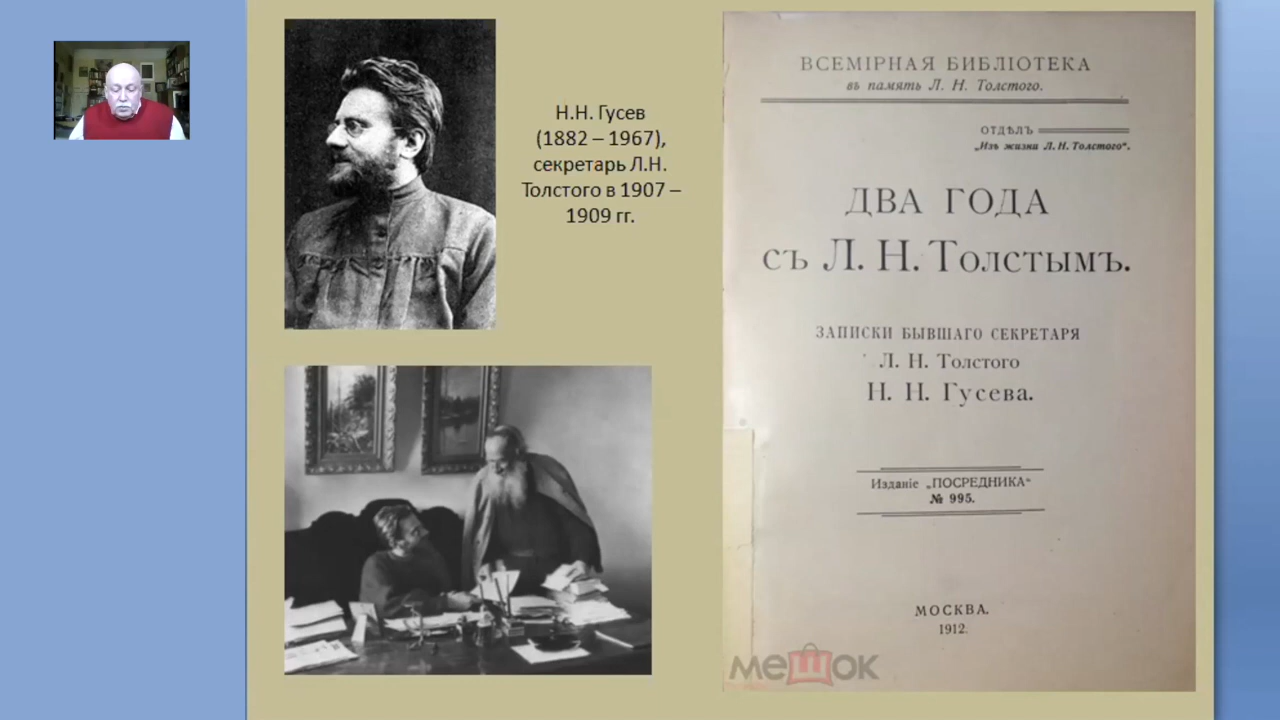 Н.Н. Гусев
(1882 – 1967),
секретарь Л.Н.
Толстого в 1907 –
1909 гг.
ВСЕМІРНАЯ БИБЛІОТЕКА
въ память Л. Н. Толстого.
ОТДѢЛЪ
„Изъ жизни Л. Н. Толстого“.
ДВА ГОДА
съ Л. Н. Толстымъ.
ЗАПИСКИ БЫВШАГО СЕКРЕТАРЯ
Л. Н. Толстого
Н. Н. Гусева.
Изданіе „ПОСРЕДНИКА“
№ 995.
МОСКВА.
1912.
мешок